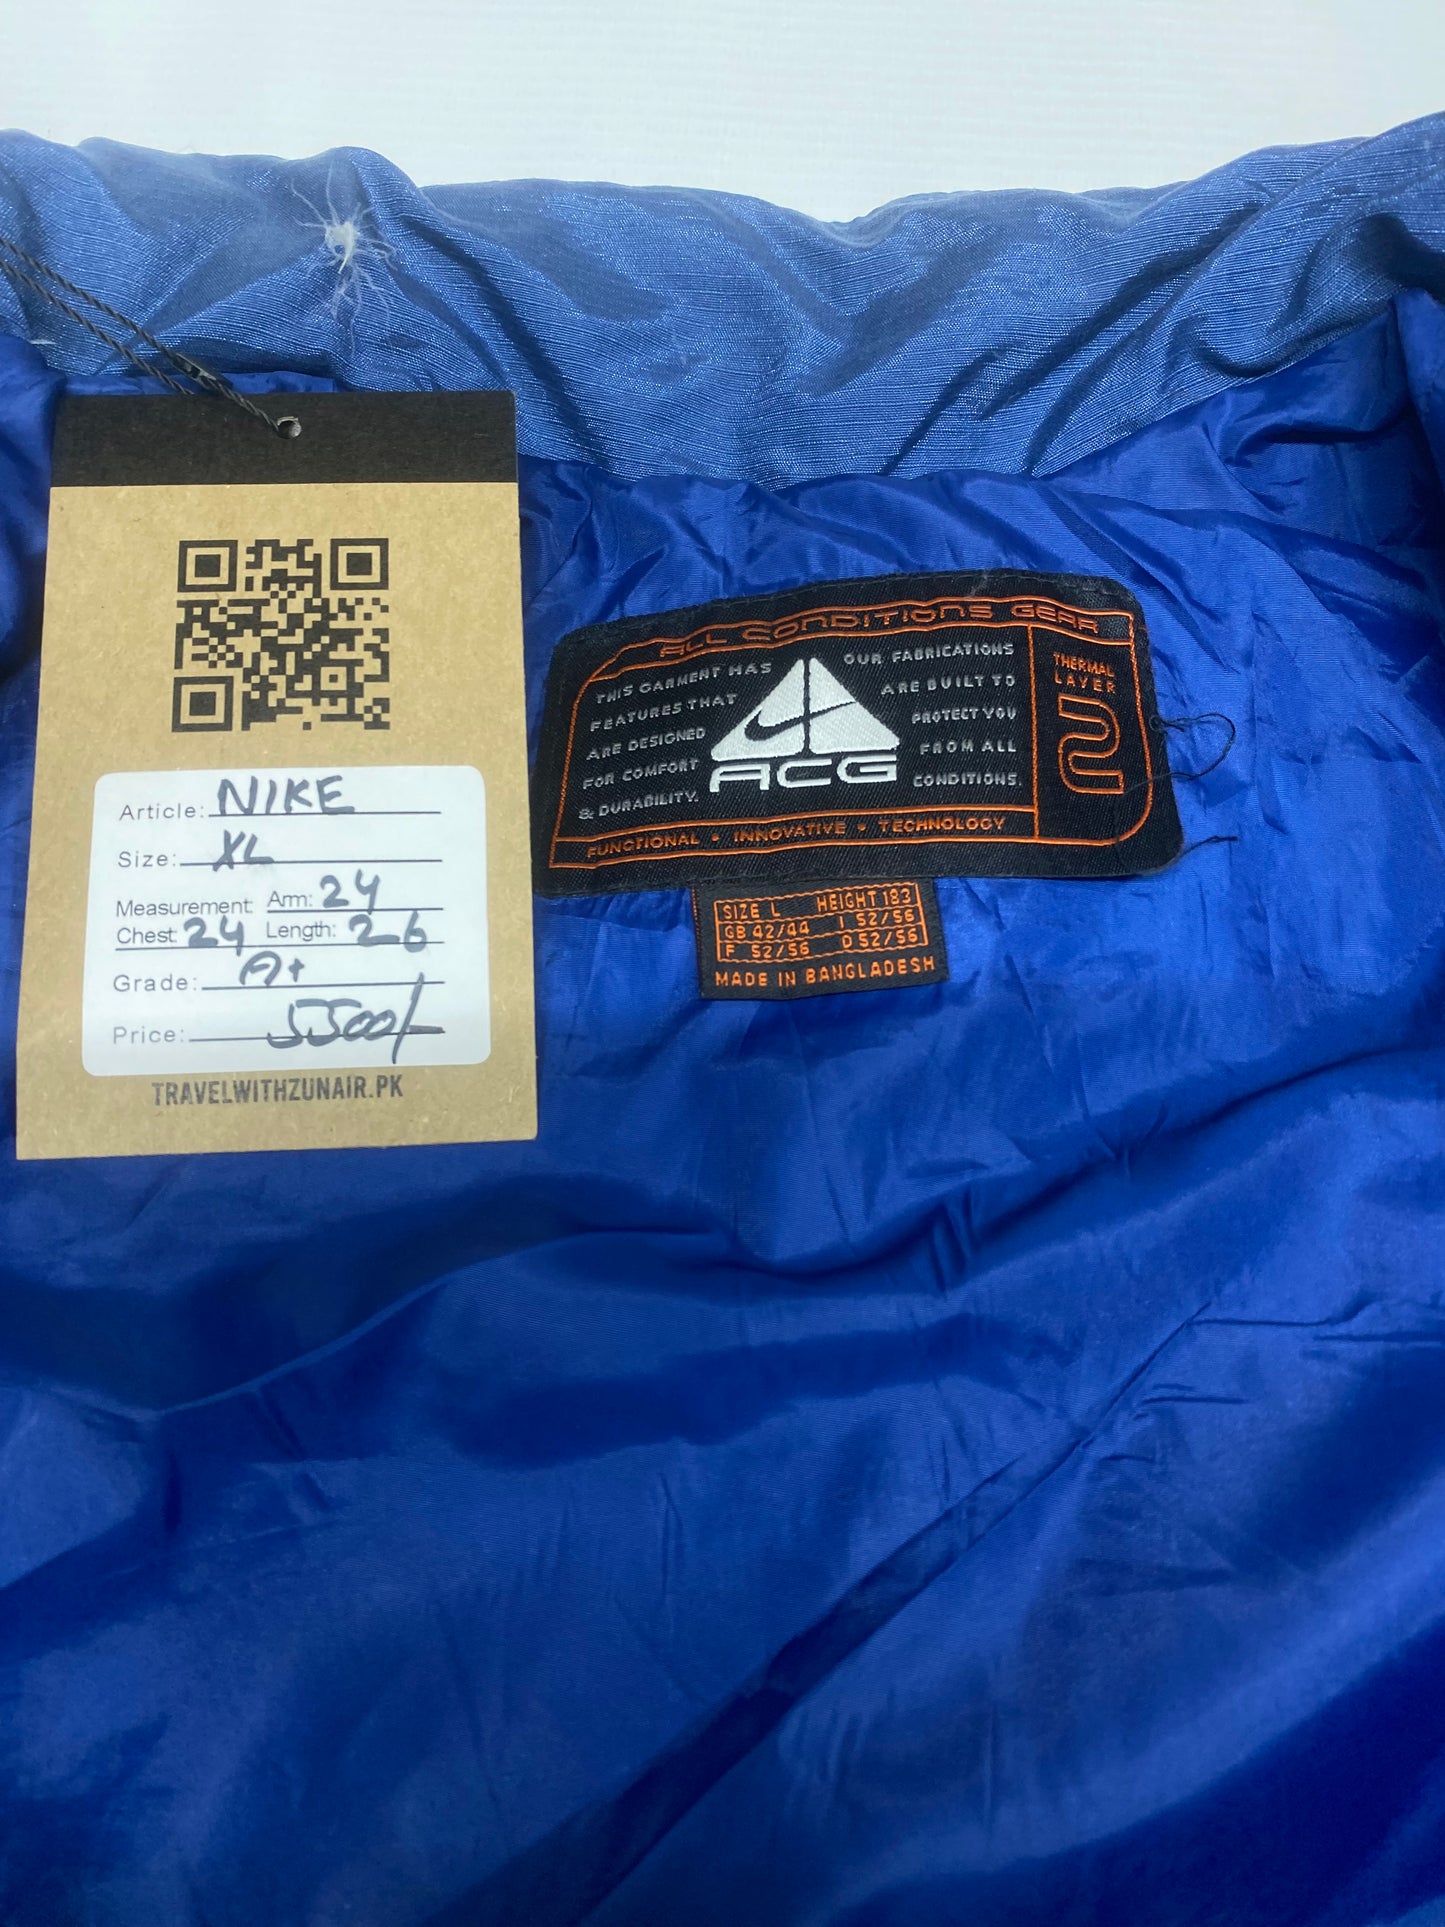 Article: NIKE
Size: XL
Measurement: Arm: 24
Chest: 24 Length: 26
Grade: A+
Price: 5500/-
TRAVELWITHZUNAIR.PK
ALL CONDITIONS GEAR
THIS GARMENT HAS
FEATURES THAT
ARE DESIGNED
FOR COMFORT
& DURABILITY.
ACG
OUR FABRICATIONS
ARE BUILT TO
PROTECT YOU
FROM ALL
CONDITIONS.
THERMAL
LAYER
2
FUNCTIONAL • INNOVATIVE • TECHNOLOGY
SIZE L HEIGHT 183
GB 42/44 I 52/56
F 52/56 D 52/56
MADE IN BANGLADESH